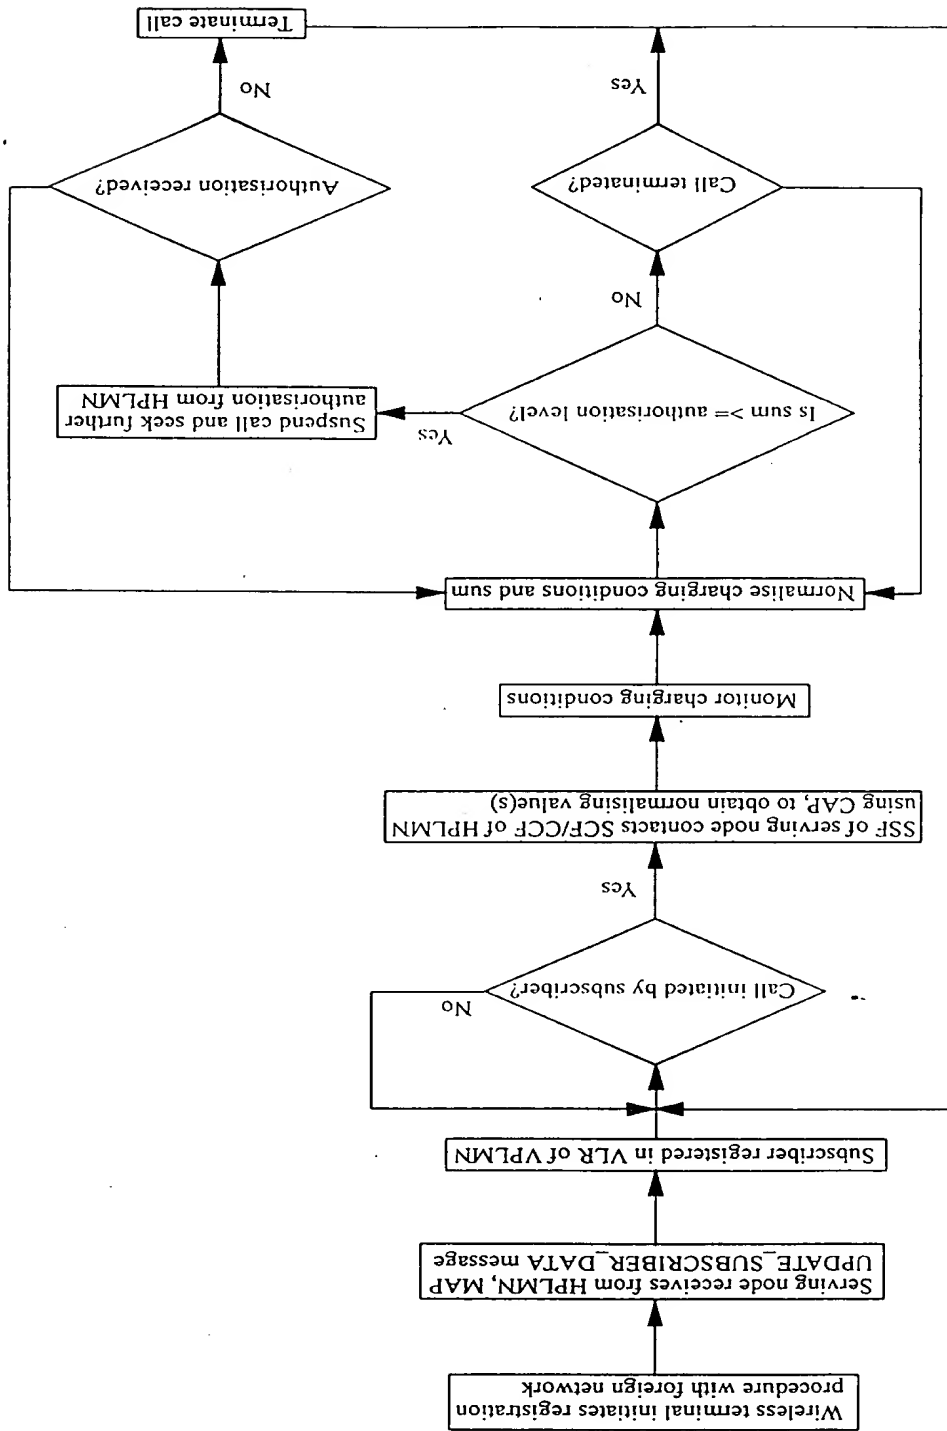 Wireless terminal initiates registration
procedure with foreign network
Serving node receives from HPLMN, MAP
UPDATE_SUBSCRIBER_DATA message
Subscriber registered in VLR of VPLMN
Call initiated by subscriber?
No
Yes
SSF of serving node contacts SCF/CCF of HPLMN
using CAP, to obtain normalising value(s)
Monitor charging conditions
Normalise charging conditions and sum
Is sum >= authorisation level?
Yes
Suspend call and seek further
authorisation from HPLMN
No
Call terminated?
Authorisation received?
Yes
No
Terminate call